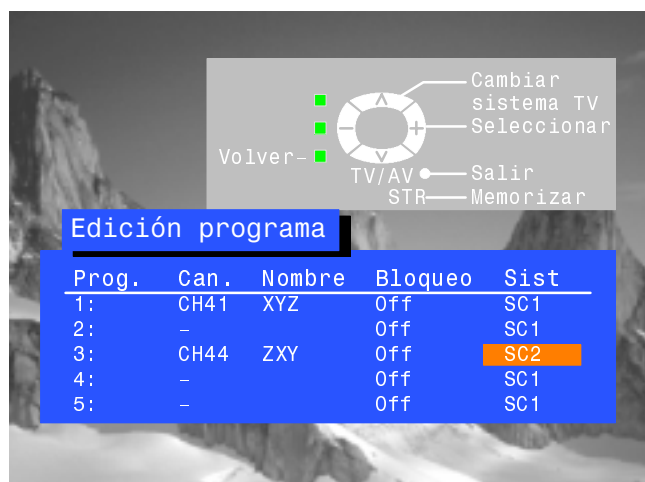 Cambiar
sistema TV
Seleccionar
Volver–
TV/AV Salir
STR Memorizar
Edición programa
Prog. Can. Nombre Bloqueo Sist
1: CH41 XYZ Off SC1
2: – Off SC1
3: CH44 ZXY Off SC2
4: – Off SC1
5: – Off SC1